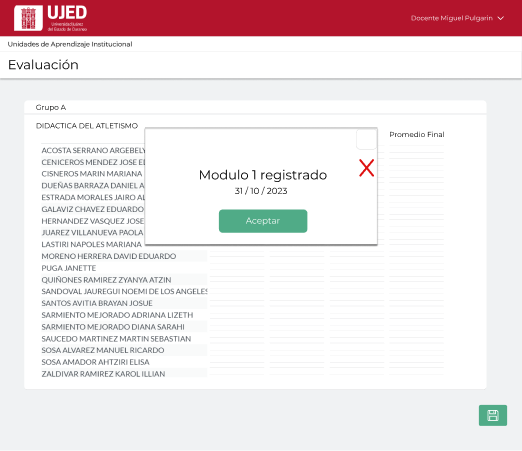 UJED
Universidad Juárez
del Estado de Durango
Docente Miguel Pulgarin
Unidades de Aprendizaje Institucional
Evaluación
Grupo A
DIDACTICA DEL ATLETISMO
Promedio Final
ACOSTA SERRANO ARGEBELY
CENICEROS MENDEZ JOSE
CISNEROS MARIN MARIANA
DUEÑAS BARRAZA DANIEL A
ESTRADA MORALES JAIRO AL
GALAVIZ CHAVEZ EDUARDO
HERNANDEZ VASQUEZ JOSE
JUAREZ VILLANUEVA PAOLA
LASTIRI NAPOLES MARIANA
MORENO HERRERA DAVID EDUARDO
PUGA JANETTE
QUIÑONES RAMIREZ ZYANYA ATZIN
SANDOVAL JAUREGUI NOEMI DE LOS ANGELES
SANTOS AVITIA BRAYAN JOSUE
SARMIENTO MEJORADO ADRIANA LIZETH
SARMIENTO MEJORADO DIANA SARAHI
SAUCEDO MARTINEZ MARTIN SEBASTIAN
SOSA ALVAREZ MANUEL RICARDO
SOSA AMADOR AHTZIRI ELISA
ZALDIVAR RAMIREZ KAROL ILLIAN
X
Modulo 1 registrado
31 / 10 / 2023
Aceptar